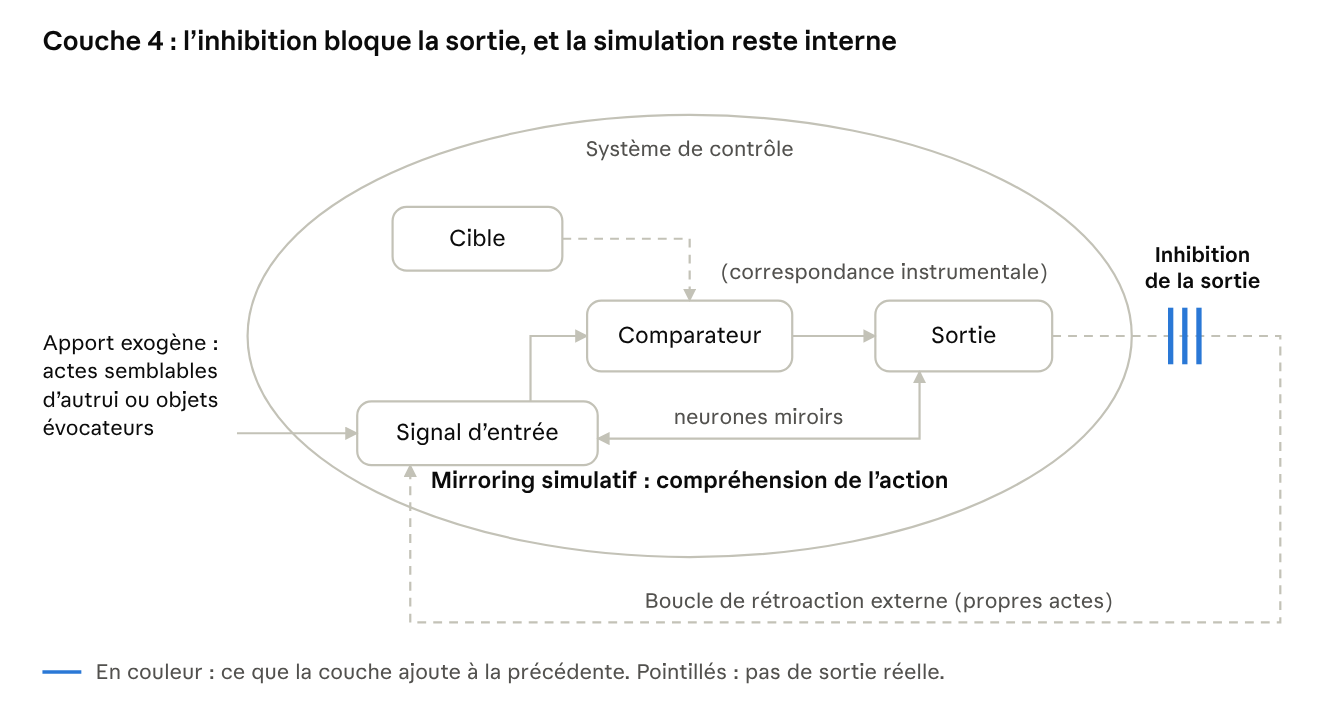 Couche 4 : l’inhibition bloque la sortie, et la simulation reste interne
Système de contrôle
Cible
Inhibition
de la sortie
(correspondance instrumentale)
Comparateur
Sortie
Apport exogène :
actes semblables
d’autrui ou objets
évocateurs
neurones miroirs
Signal d’entrée
Mirroring simulatif : compréhension de l’action
Boucle de rétroaction externe (propres actes)
En couleur : ce que la couche ajoute à la précédente. Pointillés : pas de sortie réelle.